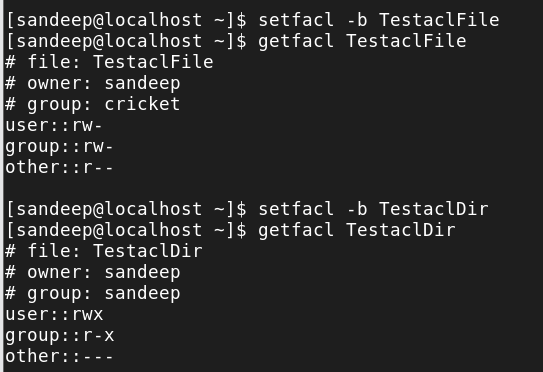 [sandeep@localhost ~]$ setfacl -b TestaclFile
[sandeep@localhost ~]$ getfacl TestaclFile
# file: TestaclFile
# owner: sandeep
# group: cricket
user::rw-
group::rw-
other::r--

[sandeep@localhost ~]$ setfacl -b TestaclDir
[sandeep@localhost ~]$ getfacl TestaclDir
# file: TestaclDir
# owner: sandeep
# group: sandeep
user::rwx
group::r-x
other::---